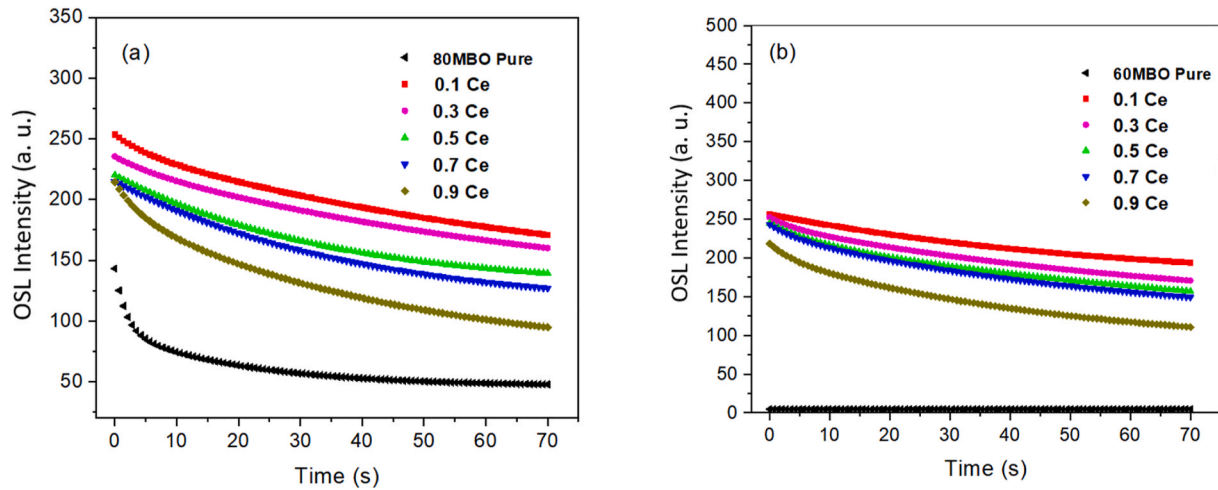 (a)
OSL Intensity (a. u.)
350
300
250
200
150
100
50
80MBO Pure
0.1 Ce
0.3 Ce
0.5 Ce
0.7 Ce
0.9 Ce
0 10 20 30 40 50 60 70
Time (s)
(b)
OSL Intensity (a. u.)
500
450
400
350
300
250
200
150
100
50
0
60MBO Pure
0.1 Ce
0.3 Ce
0.5 Ce
0.7 Ce
0.9 Ce
0 10 20 30 40 50 60 70
Time (s)